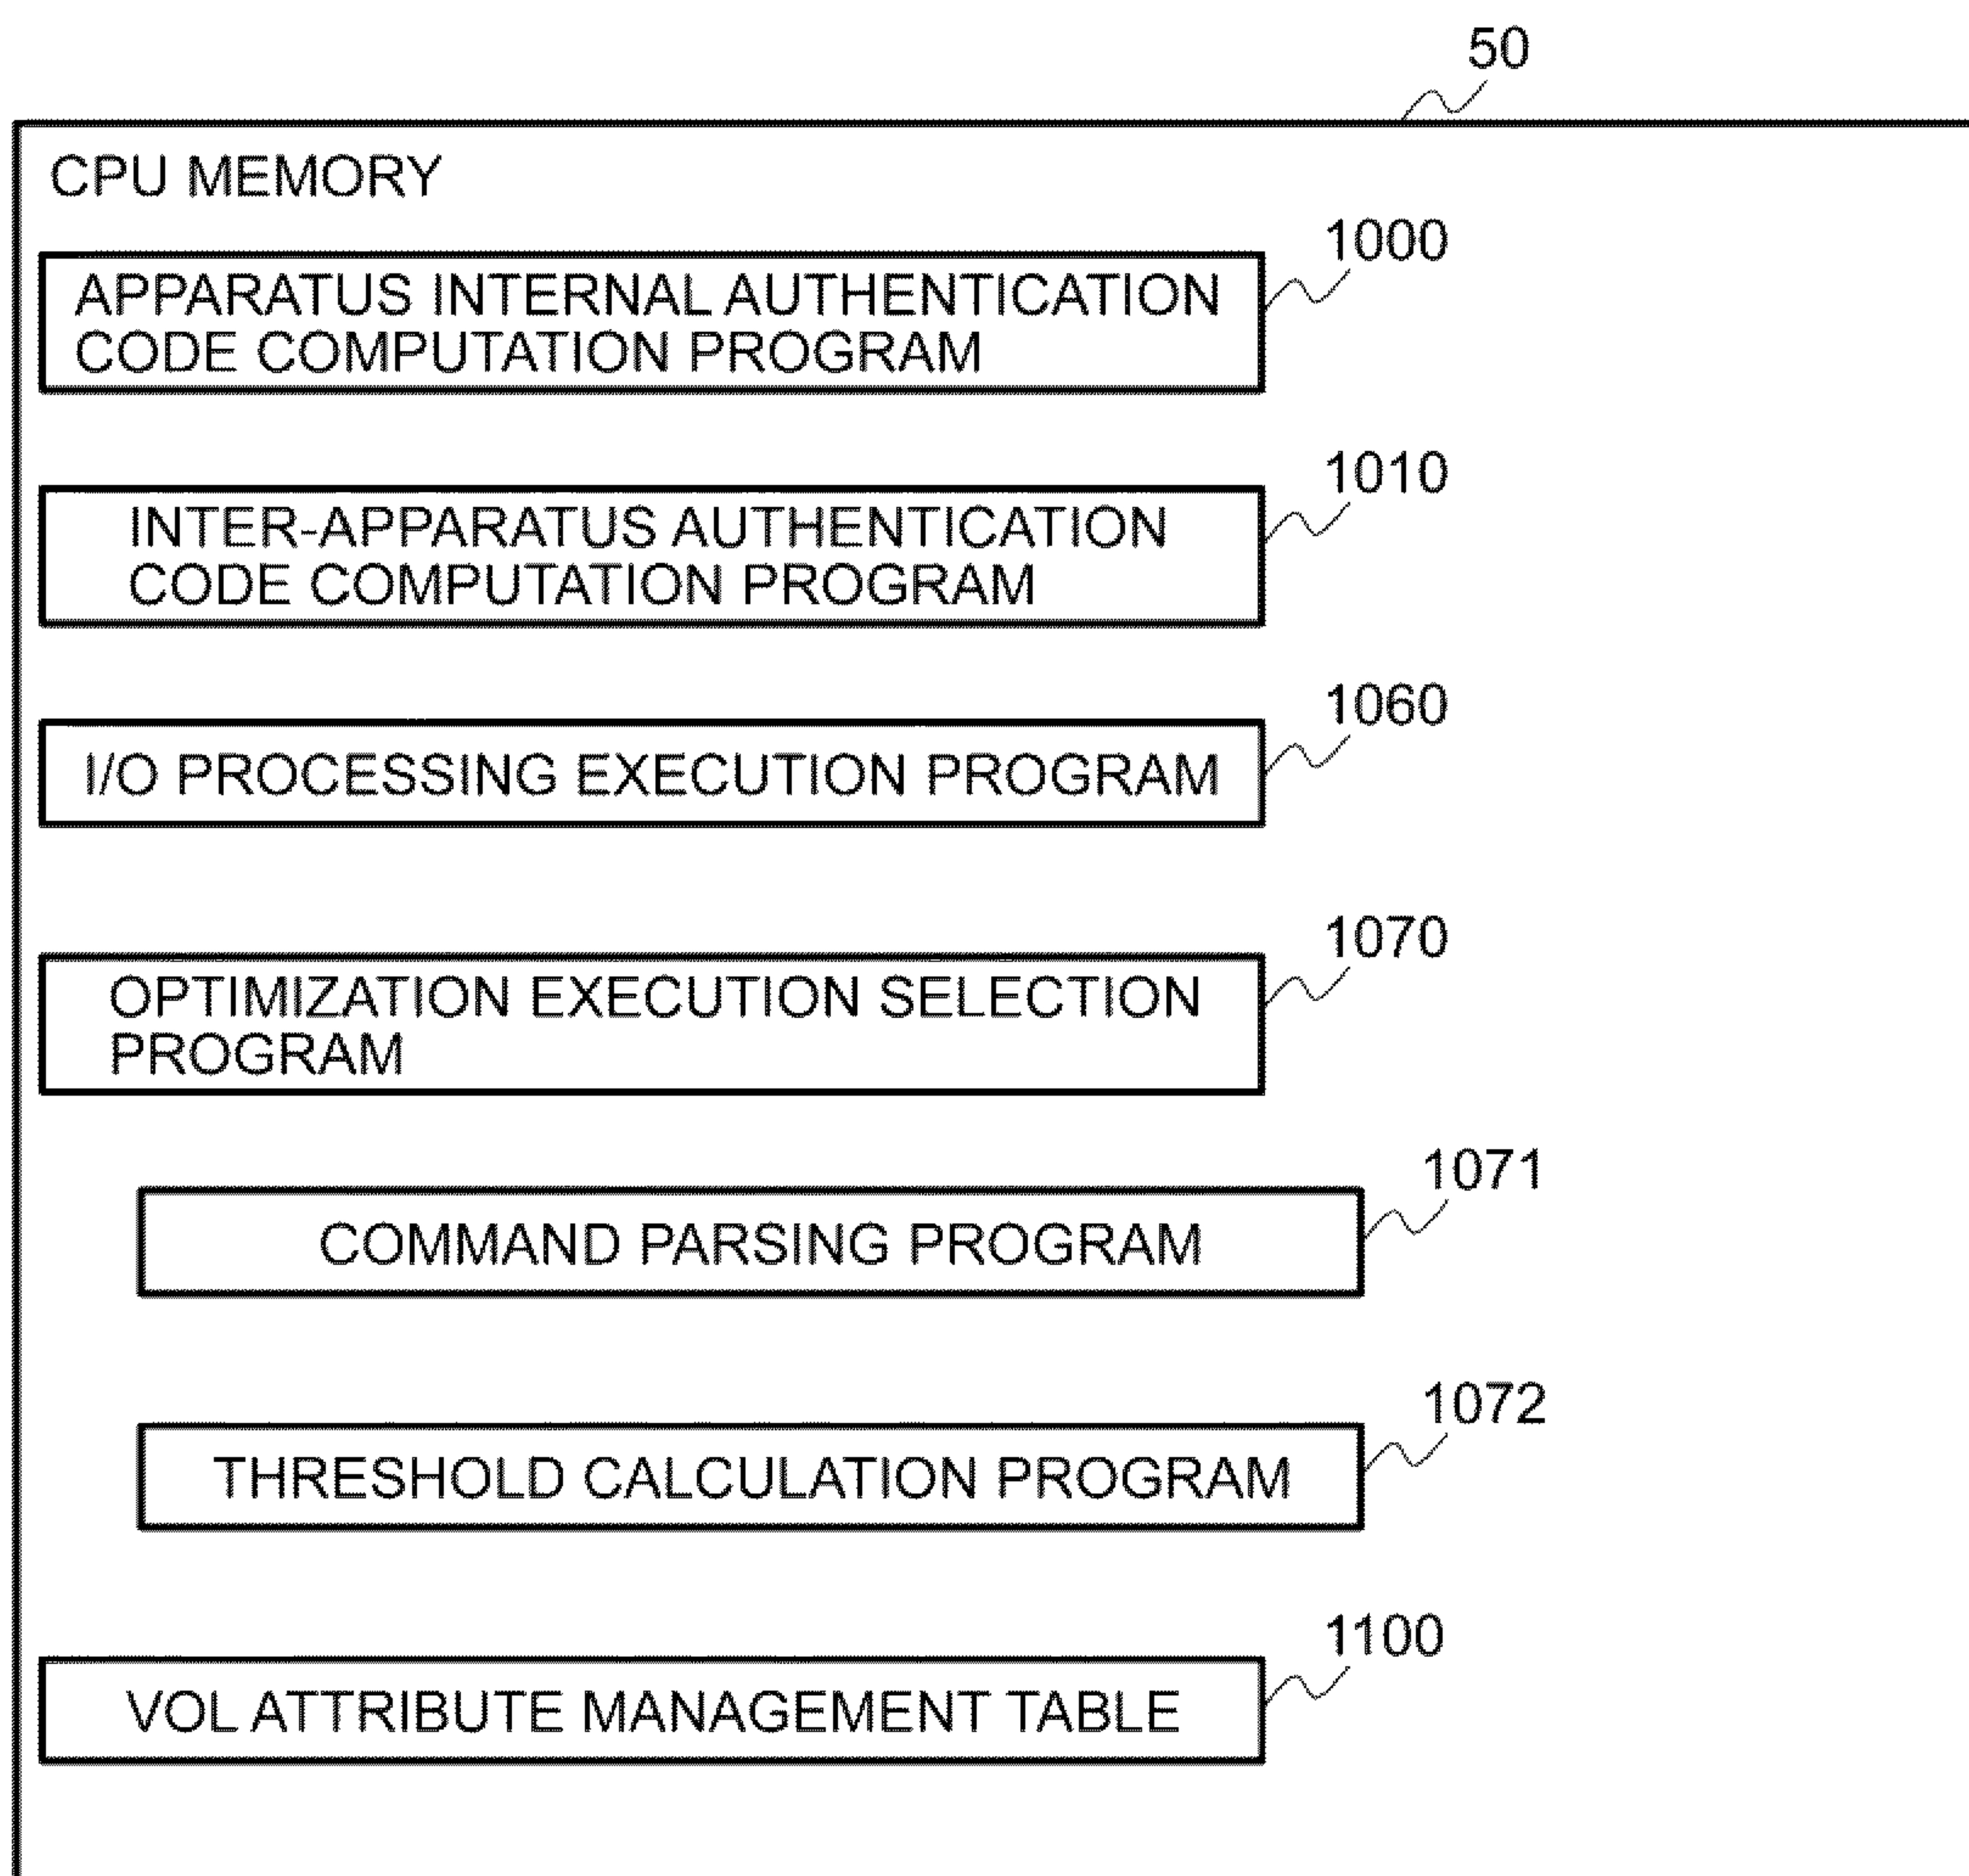 50
CPU MEMORY
1000
APPARATUS INTERNAL AUTHENTICATION
CODE COMPUTATION PROGRAM
1010
INTER-APPARATUS AUTHENTICATION
CODE COMPUTATION PROGRAM
1060
I/O PROCESSING EXECUTION PROGRAM
1070
OPTIMIZATION EXECUTION SELECTION
PROGRAM
1071
COMMAND PARSING PROGRAM
1072
THRESHOLD CALCULATION PROGRAM
1100
VOL ATTRIBUTE MANAGEMENT TABLE